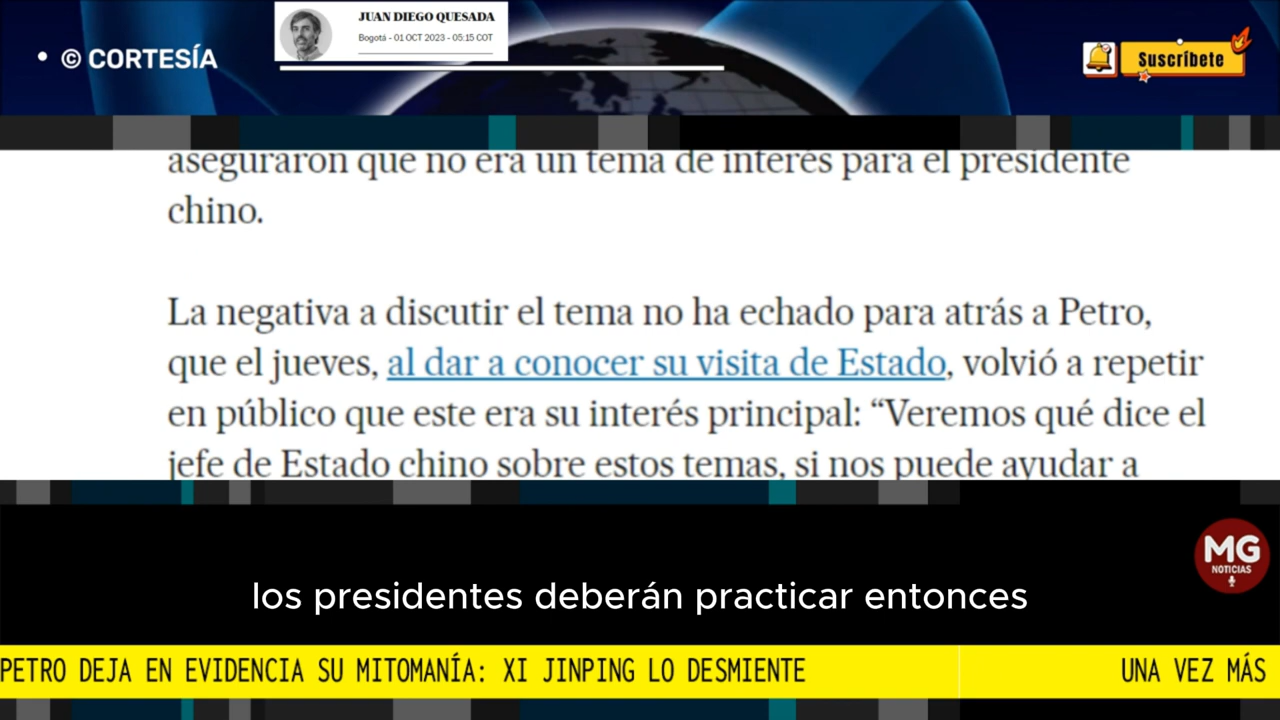 JUAN DIEGO QUESADA
Bogotá - 01 OCT 2023 - 05:15 COT
• © CORTESÍA
Suscríbete
aseguraron que no era un tema de interés para el presidente
chino.
La negativa a discutir el tema no ha echado para atrás a Petro,
que el jueves, al dar a conocer su visita de Estado, volvió a repetir
en público que este era su interés principal: “Veremos qué dice el
jefe de Estado chino sobre estos temas, si nos puede ayudar a
MG
NOTICIAS
los presidentes deberán practicar entonces
PETRO DEJA EN EVIDENCIA SU MITOMANÍA: XI JINPING LO DESMIENTE
UNA VEZ MÁS